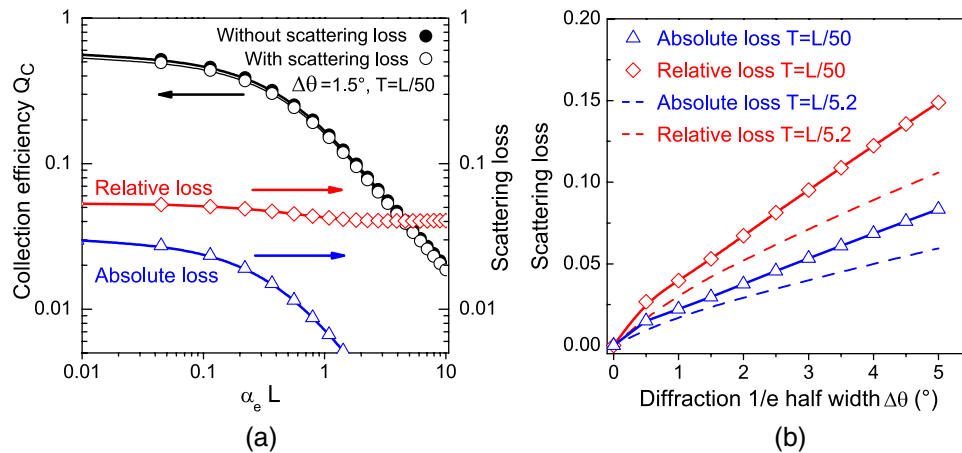 1
0.1
0.01
Collection efficiency Q_C
Without scattering loss
With scattering loss
Δθ=1.5°, T=L/50
Relative loss
Absolute loss
1
0.1
0.01
Scattering loss
0.01
0.1
1
10
α_e L
(a)
0.20
0.15
0.10
0.05
0.00
Scattering loss
Absolute loss T=L/50
Relative loss T=L/50
Absolute loss T=L/5.2
Relative loss T=L/5.2
0
1
2
3
4
5
Diffraction 1/e half width Δθ (°)
(b)